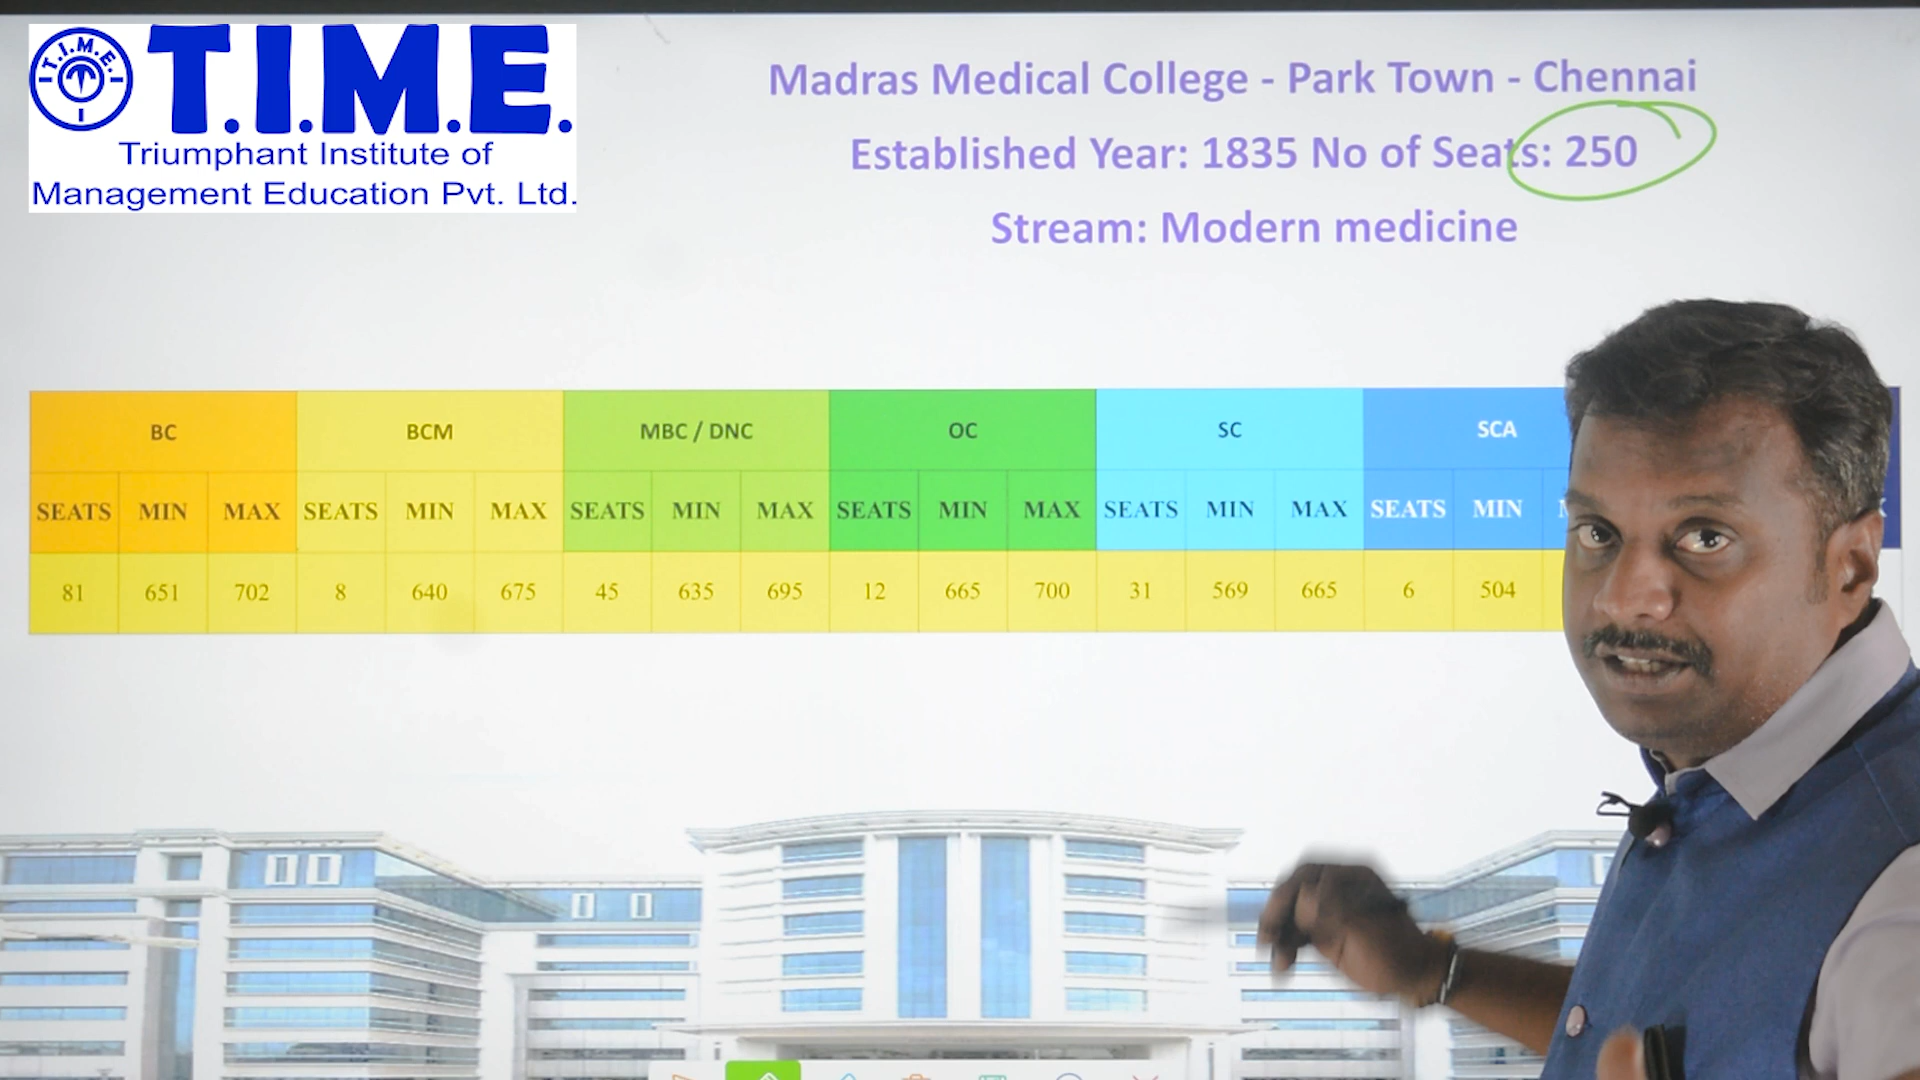 T.I.M.E.
T.I.M.E.
Triumphant Institute of
Management Education Pvt. Ltd.
Madras Medical College - Park Town - Chennai
Established Year: 1835 No of Seats: 250
Stream: Modern medicine
BC BCM MBC / DNC OC SC SCA
SEATS MIN MAX SEATS MIN MAX SEATS MIN MAX SEATS MIN MAX SEATS MIN MAX SEATS MIN
81 651 702 8 640 675 45 635 695 12 665 700 31 569 665 6 504